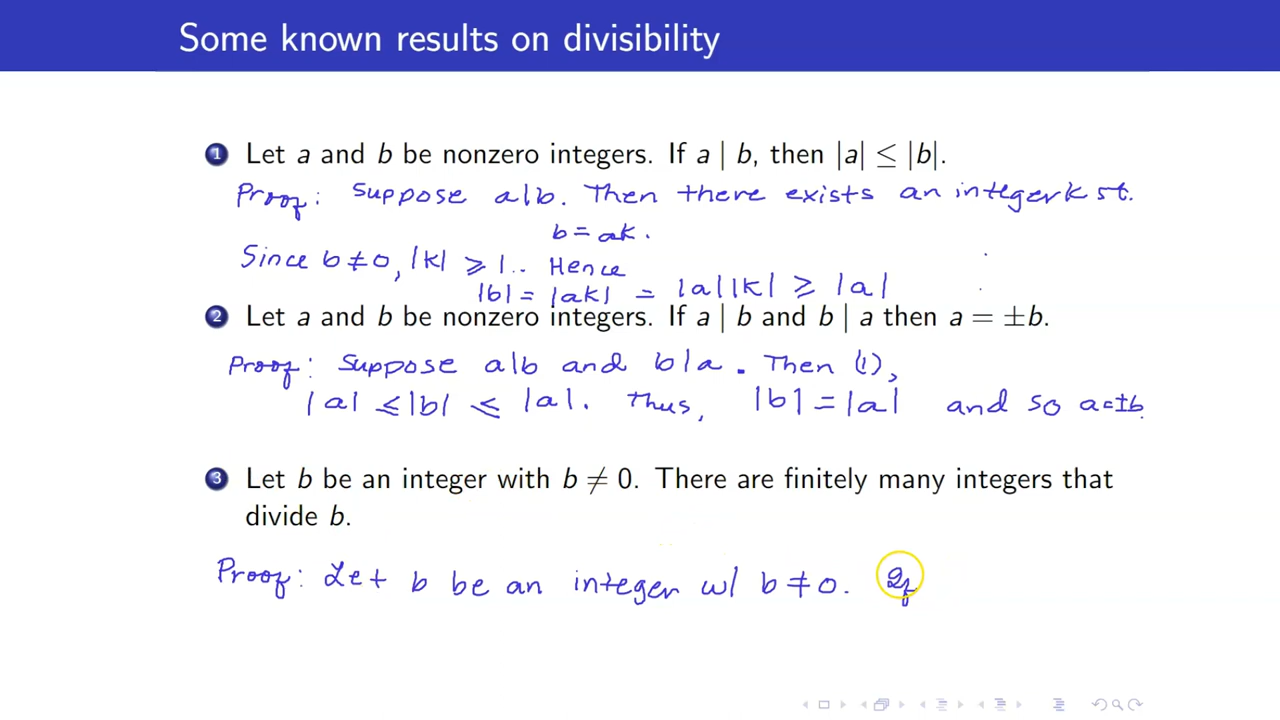 Some known results on divisibility
1 Let a and b be nonzero integers. If a | b, then |a| ≤ |b|.
Proof: Suppose a|b. Then there exists an integer k st.
b = ak.
Since b ≠ 0, |k| ⩾ 1.. Hence
|b| = |ak| = |a||k| ⩾ |a|
2 Let a and b be nonzero integers. If a | b and b | a then a = ±b.
Proof: Suppose a|b and b|a. Then (1),
|a| ⩽ |b| ⩽ |a|. Thus, |b| = |a| and so a=±b.
3 Let b be an integer with b ≠ 0. There are finitely many integers that
divide b.
Proof: Let b be an integer w/ b ≠ 0. If